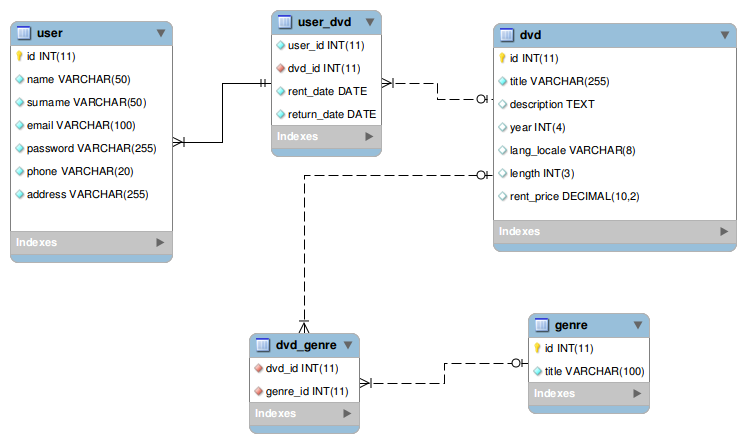 user
id INT(11)
name VARCHAR(50)
surname VARCHAR(50)
email VARCHAR(100)
password VARCHAR(255)
phone VARCHAR(20)
address VARCHAR(255)
Indexes
user_dvd
user_id INT(11)
dvd_id INT(11)
rent_date DATE
return_date DATE
Indexes
dvd
id INT(11)
title VARCHAR(255)
description TEXT
year INT(4)
lang_locale VARCHAR(8)
length INT(3)
rent_price DECIMAL(10,2)
Indexes
dvd_genre
dvd_id INT(11)
genre_id INT(11)
Indexes
genre
id INT(11)
title VARCHAR(100)
Indexes